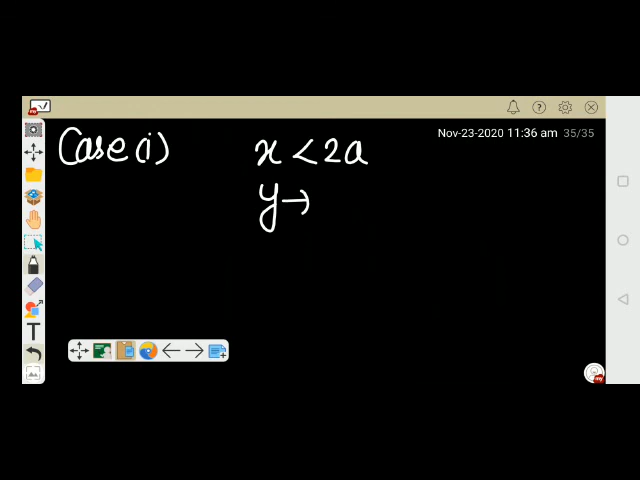 Nov-23-2020 11:36 am 35/35
Case (i) x < 2a
y →
T